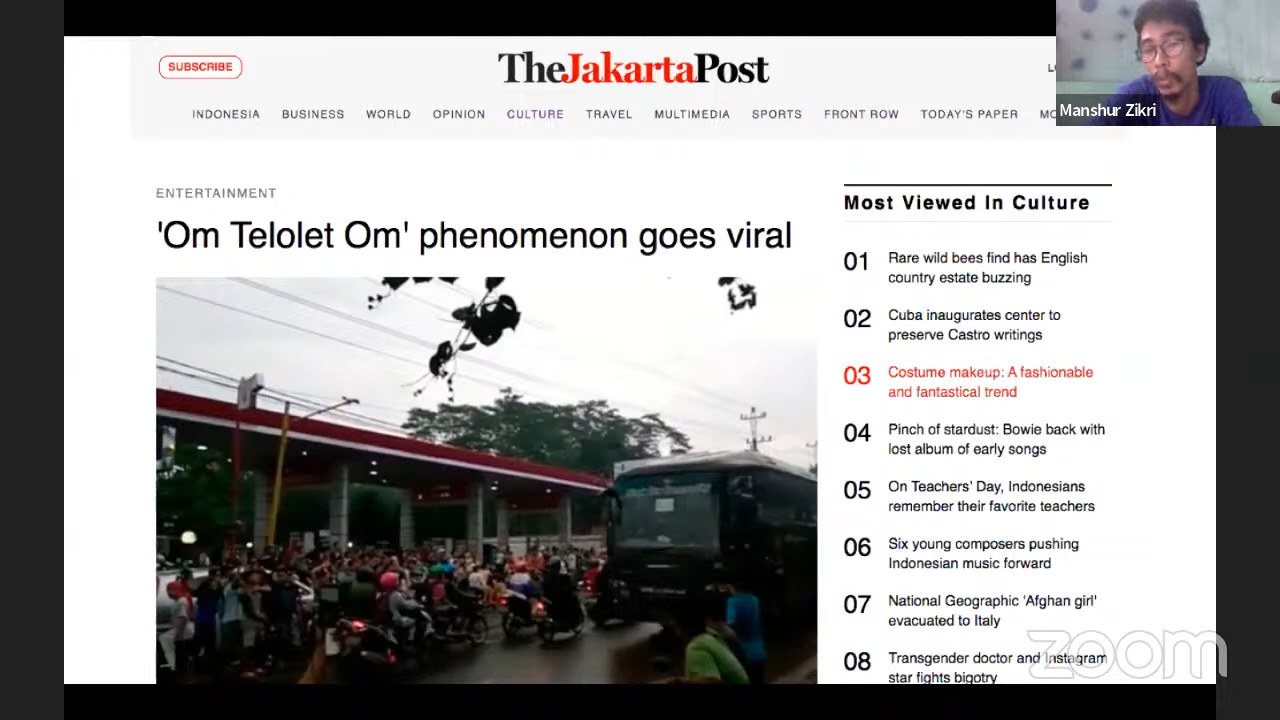 SUBSCRIBE
TheJakartaPost
Manshur Zikri
INDONESIA BUSINESS WORLD OPINION CULTURE TRAVEL MULTIMEDIA SPORTS FRONT ROW TODAY'S PAPER
ENTERTAINMENT
'Om Telolet Om' phenomenon goes viral
Most Viewed In Culture
01 Rare wild bees find has English
country estate buzzing
02 Cuba inaugurates center to
preserve Castro writings
03 Costume makeup: A fashionable
and fantastical trend
04 Pinch of stardust: Bowie back with
lost album of early songs
05 On Teachers' Day, Indonesians
remember their favorite teachers
06 Six young composers pushing
Indonesian music forward
07 National Geographic 'Afghan girl'
evacuated to Italy
08 Transgender doctor and Instagram
star fights bigotry
zoom